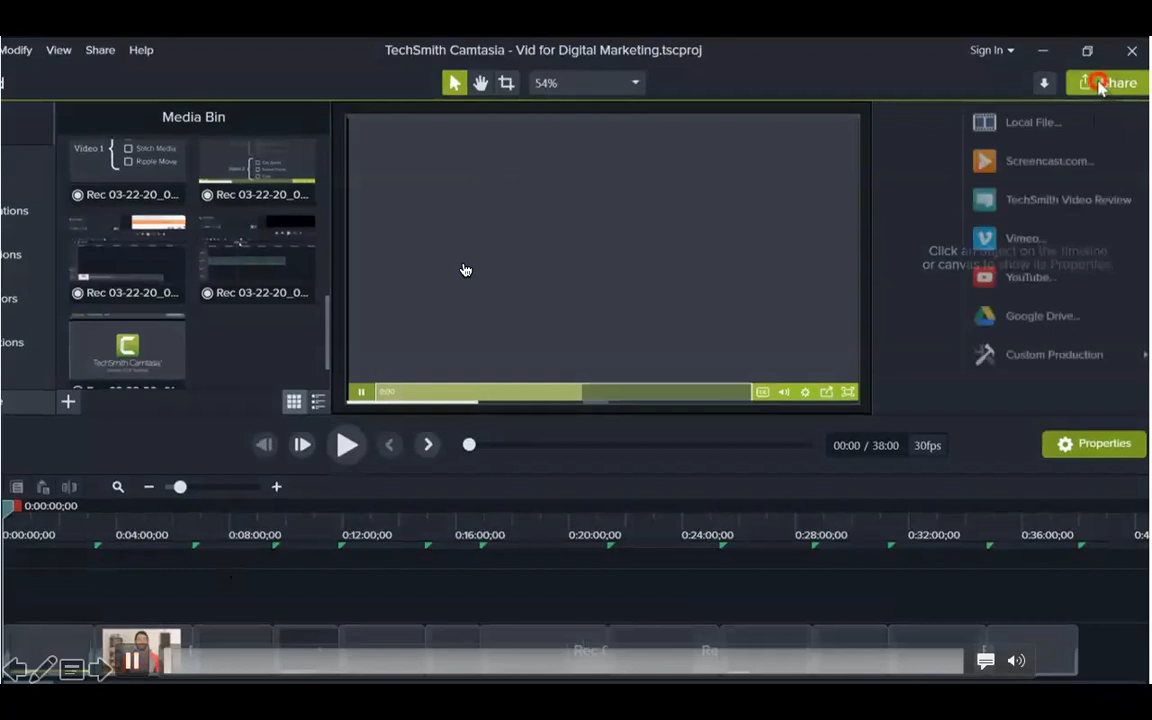 Modify View Share Help
TechSmith Camtasia - Vid for Digital Marketing.tscproj
Sign In
54%
Share
Media Bin
Video 1
Stitch Media
Ripple Move
Rec 03-22-20_0...
Rec 03-22-20_0...
ations
ions
ors
ions
Rec 03-22-20_0...
Rec 03-22-20_0...
TechSmith Camtasia
0:00
Local File...
Screencast.com...
TechSmith Video Review
Vimeo...
Click an object on the timeline
or canvas to show its Properties.
YouTube...
Google Drive...
Custom Production
00:00 / 38:00 30fps
Properties
0:00:00;00
0:00:00;00 0:04:00;00 0:08:00;00 0:12:00;00 0:16:00;00 0:20:00;00 0:24:00;00 0:28:00;00 0:32:00;00 0:36:00;00